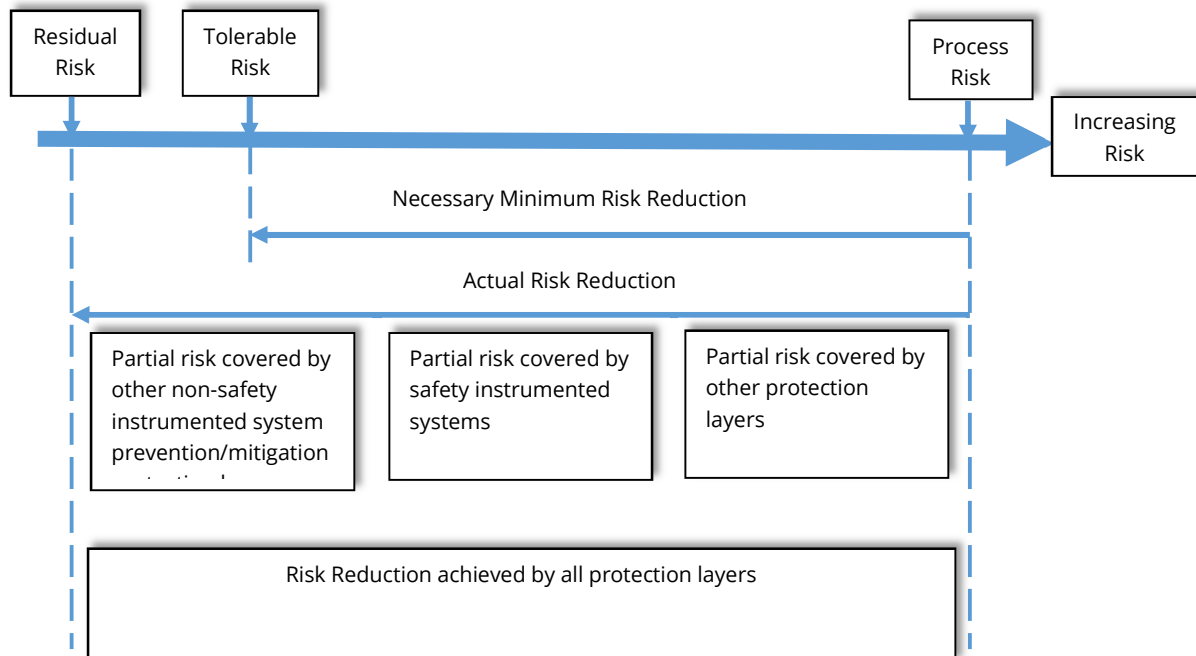 Residual
Risk
Tolerable
Risk
Process
Risk
Increasing
Risk
Necessary Minimum Risk Reduction
Actual Risk Reduction
Partial risk covered by
other non-safety
instrumented system
prevention/mitigation
Partial risk covered by
safety instrumented
systems
Partial risk covered by
other protection
layers
Risk Reduction achieved by all protection layers